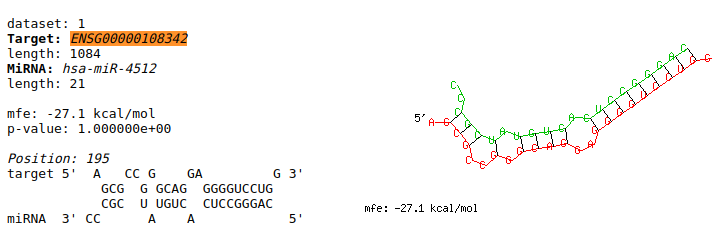 dataset: 1
Target: ENSG00000108342
length: 1084
MiRNA: hsa-miR-4512
length: 21
mfe: -27.1 kcal/mol
p-value: 1.000000e+00
Position: 195
target 5'  A   CC G    GA         G 3'
            GCG  G GCAG  GGGGUCCUG
            CGC  U UGUC  CUCCGGGAC
miRNA  3' CC      A    A            5'
5'
mfe: -27.1 kcal/mol